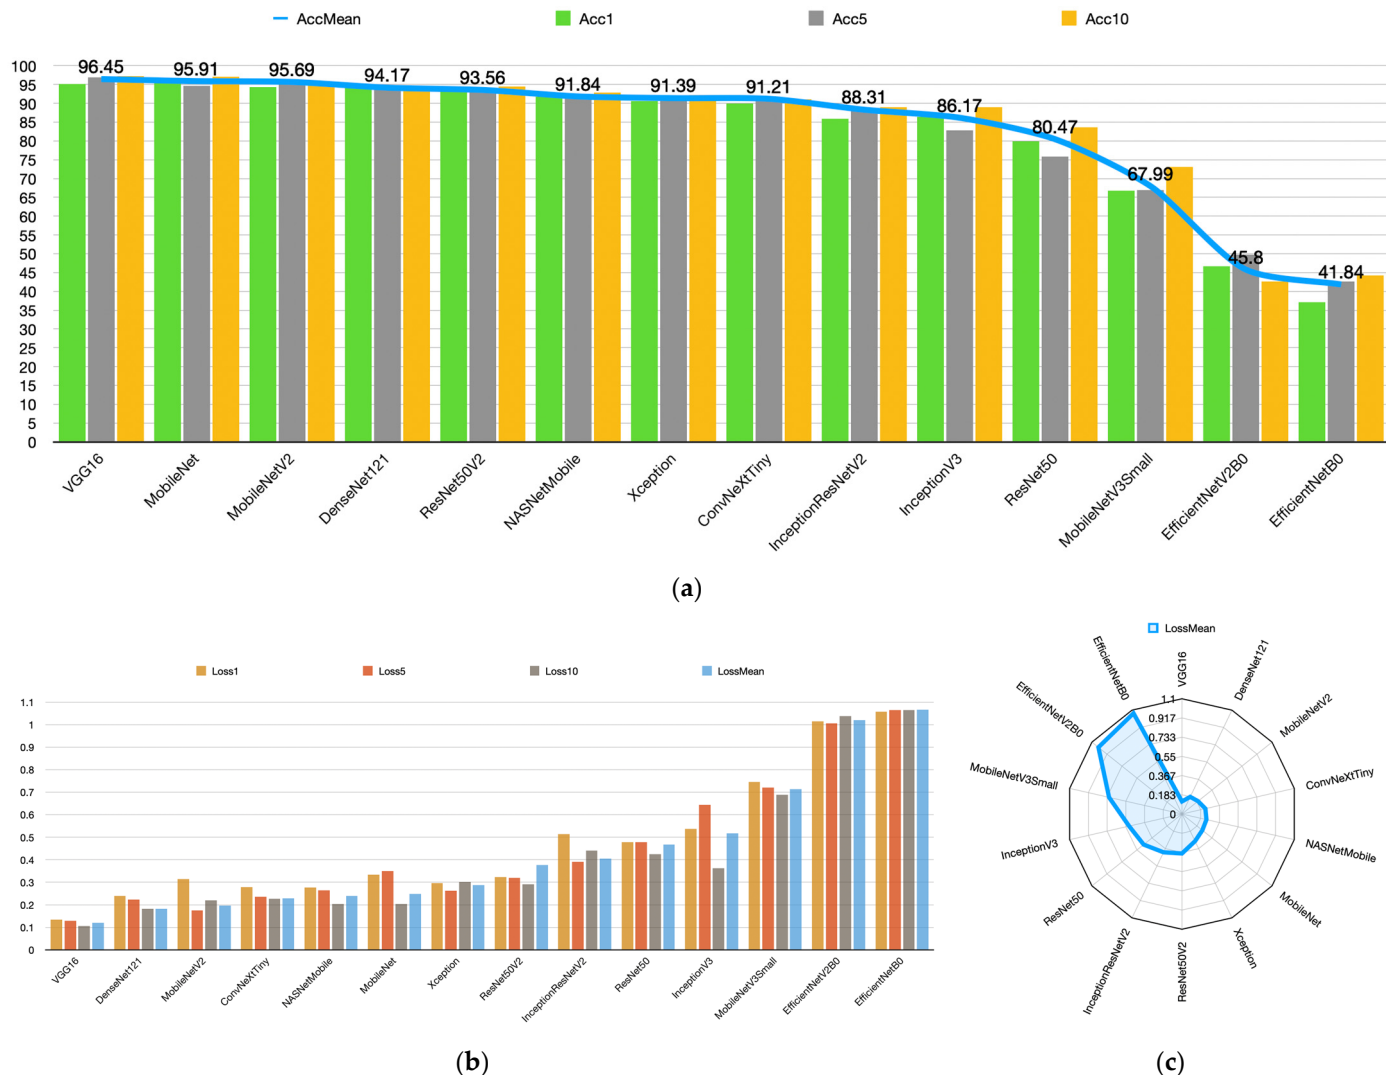 AccMean Acc1 Acc5 Acc10
100
95
90
85
80
75
70
65
60
55
50
45
40
35
30
25
20
15
10
5
0
96.45 95.91 95.69 94.17 93.56 91.84 91.39 91.21 88.31 86.17 80.47 67.99 45.8 41.84
VGG16 MobileNet MobileNetV2 DenseNet121 ResNet50V2 NASNetMobile Xception ConvNeXtTiny InceptionResNetV2 InceptionV3 ResNet50 MobileNetV3Small EfficientNetV2B0 EfficientNetB0
(a)
Loss1 Loss5 Loss10 LossMean
1.1
1
0.9
0.8
0.7
0.6
0.5
0.4
0.3
0.2
0.1
0
VGG16 DenseNet121 MobileNetV2 ConvNeXtTiny NASNetMobile MobileNet Xception ResNet50V2 InceptionResNetV2 ResNet50 InceptionV3 MobileNetV3Small EfficientNetV2B0 EfficientNetB0
(b)
LossMean
VGG16
DenseNet121
MobileNetV2
ConvNeXtTiny
NASNetMobile
MobileNet
Xception
ResNet50V2
InceptionResNetV2
ResNet50
InceptionV3
MobileNetV3Small
EfficientNetV2B0
EfficientNetB0
1.1
0.917
0.733
0.55
0.367
0.183
0
(c)